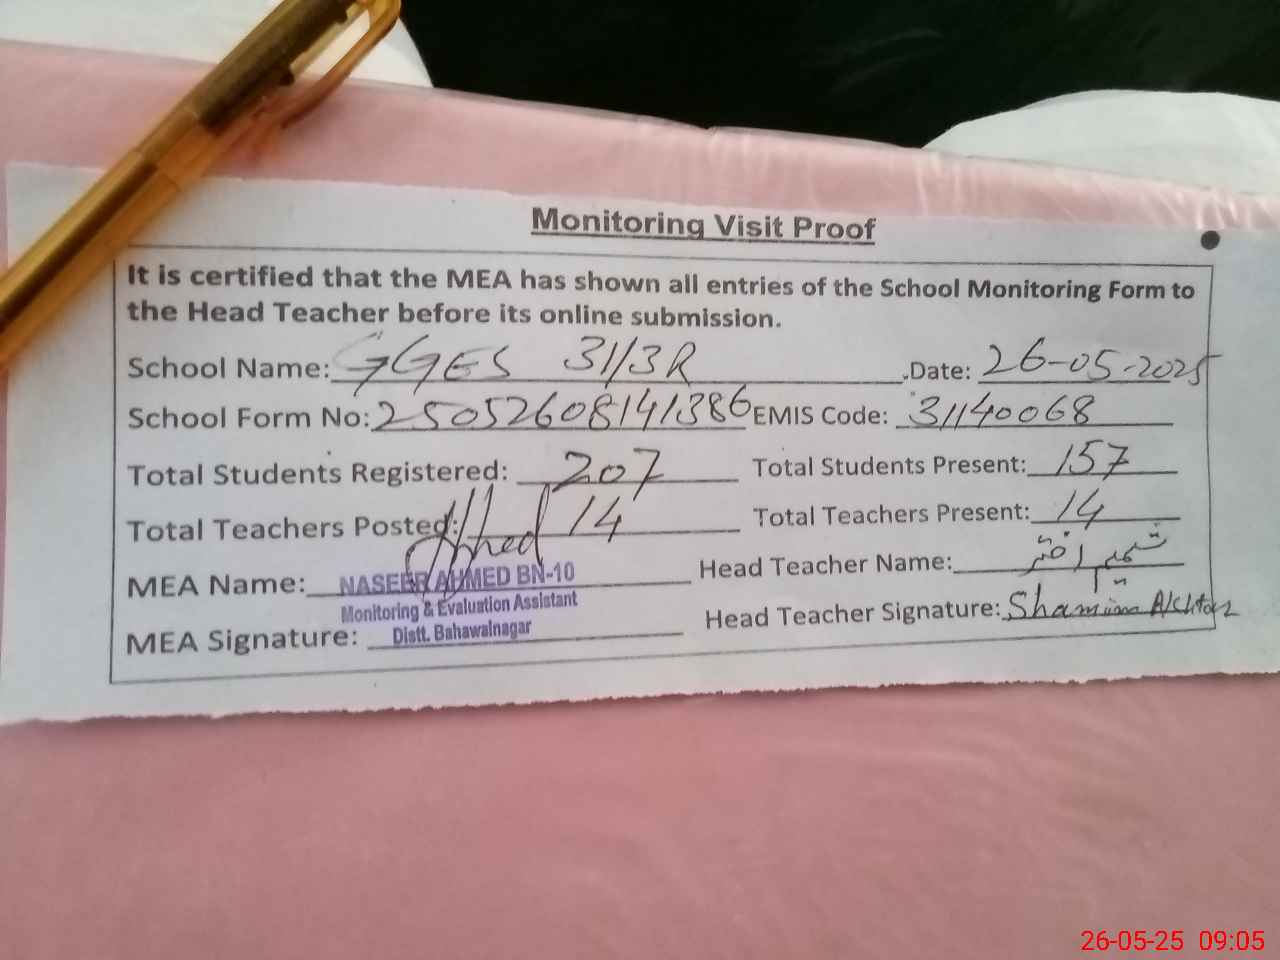 Monitoring Visit Proof
It is certified that the MEA has shown all entries of the School Monitoring Form to
the Head Teacher before its online submission.
School Name: GGES 31/3R Date: 26-05-2025
School Form No: 25052608141386 EMIS Code: 31140068
Total Students Registered: 207 Total Students Present: 157
Total Teachers Posted: 14 Total Teachers Present: 14
MEA Name: NASEER AHMED BN-10 Head Teacher Name: شمیم اختر
Monitoring & Evaluation Assistant
MEA Signature: Distt. Bahawalnagar Head Teacher Signature: Shamim Akhtar
26-05-25 09:05